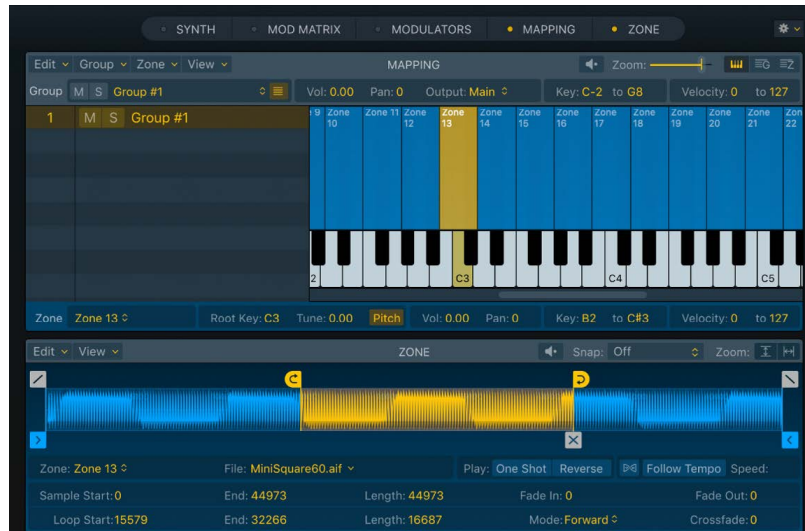 SYNTH MOD MATRIX MODULATORS MAPPING ZONE
Edit Group Zone View MAPPING Zoom:
Group M S Group #1 Vol: 0.00 Pan: 0 Output: Main Key: C-2 to G8 Velocity: 0 to 127
1 M S Group #1
9 Zone 10 Zone 11 Zone 12 Zone 13 Zone 14 Zone 15 Zone 16 Zone 17 Zone 18 Zone 19 Zone 20 Zone 21 Zone 22
2 C3 C4 C5
Zone Zone 13 Root Key: C3 Tune: 0.00 Pitch Vol: 0.00 Pan: 0 Key: B2 to C#3 Velocity: 0 to 127
Edit View ZONE Snap: Off Zoom:
Zone: Zone 13 File: MiniSquare60.aif Play: One Shot Reverse Follow Tempo Speed:
Sample Start: 0 End: 44973 Length: 44973 Fade In: 0 Fade Out: 0
Loop Start: 15579 End: 32266 Length: 16687 Mode: Forward Crossfade: 0